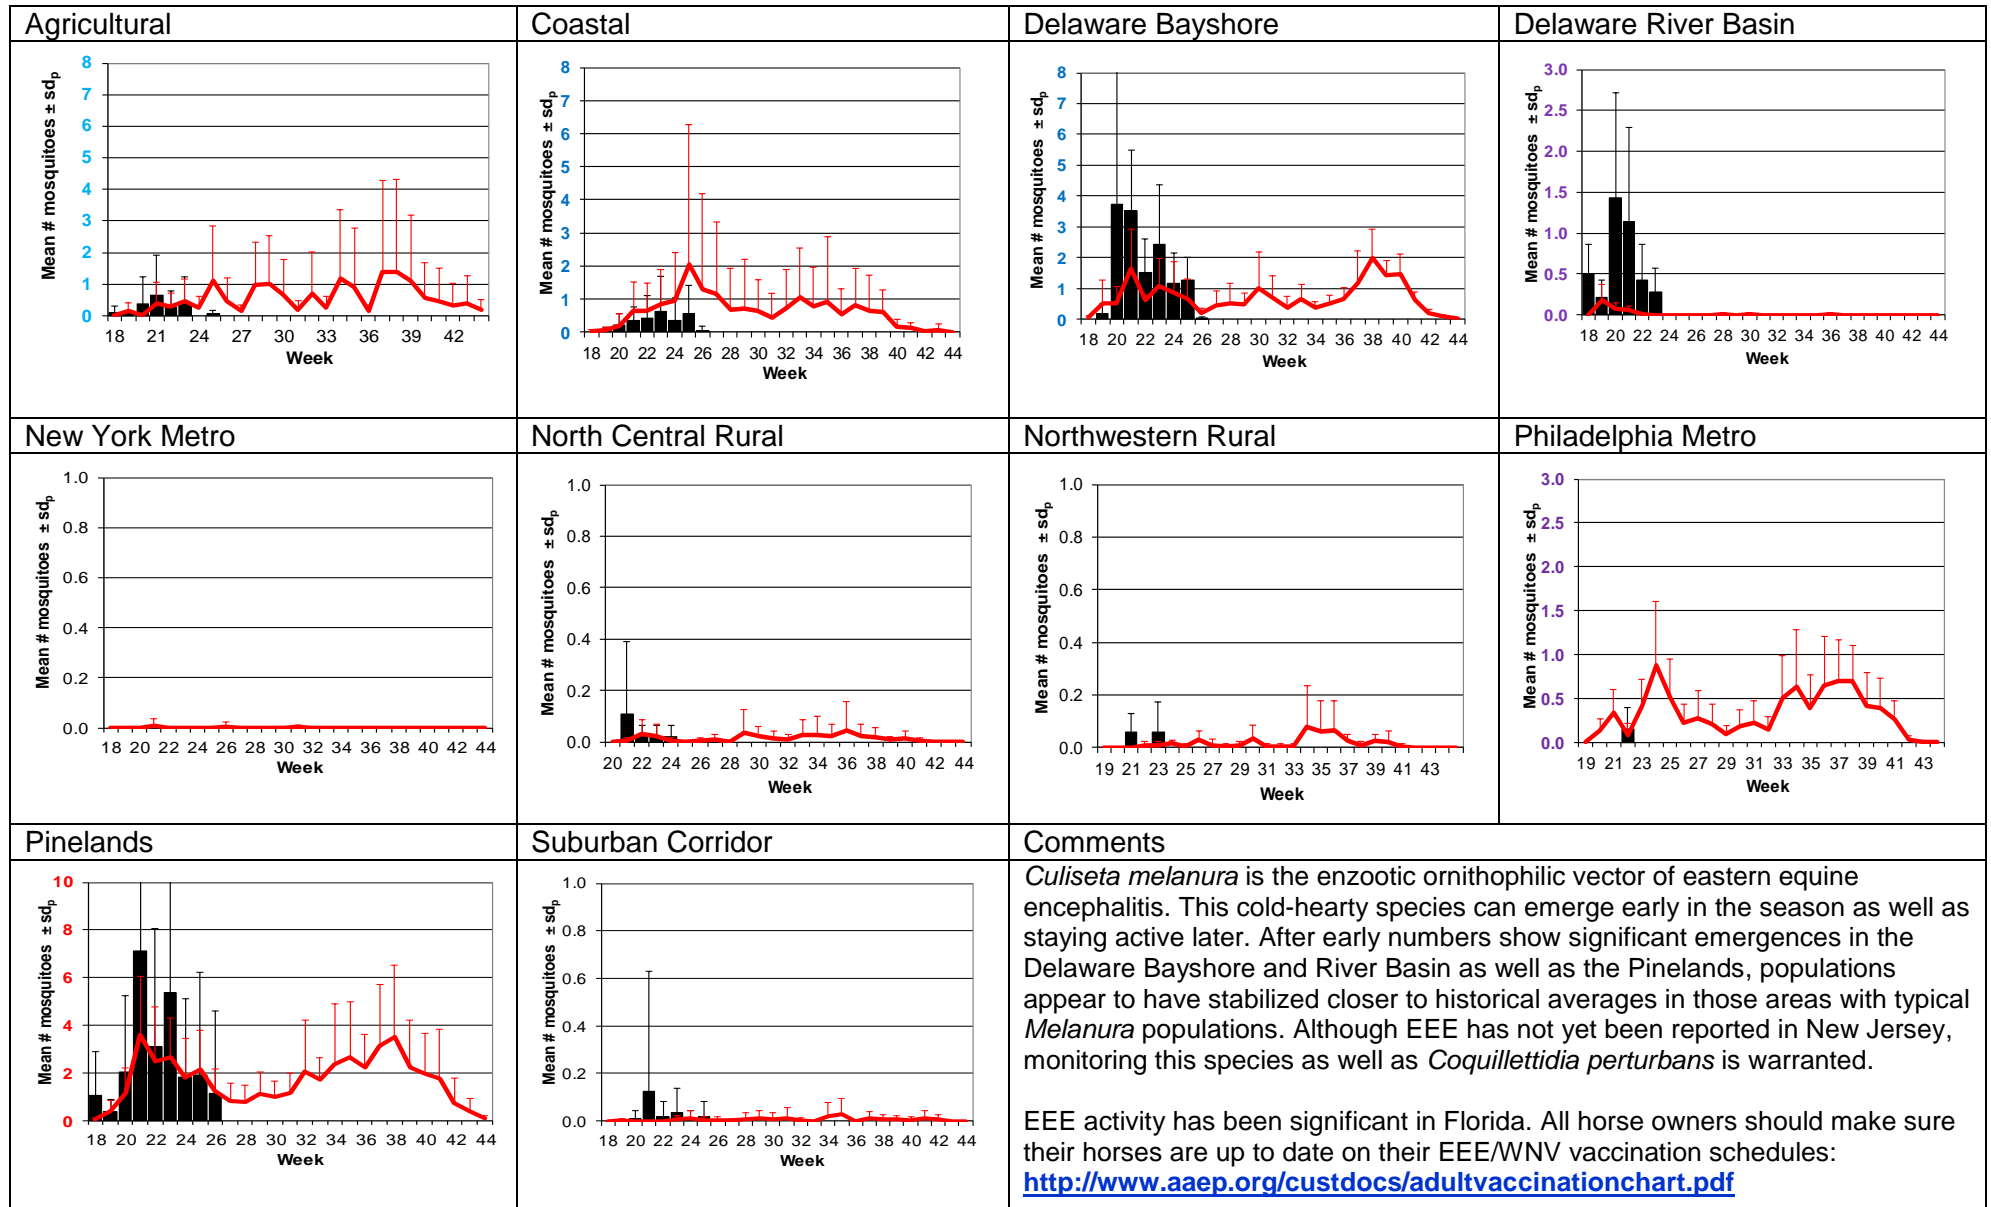 Agricultural
Mean # mosquitoes ± sdp
8
7
6
5
4
3
2
1
0
18 21 24 27 30 33 36 39 42
Week
Coastal
Mean # mosquitoes ± sdp
8
7
6
5
4
3
2
1
0
18 20 22 24 26 28 30 32 34 36 38 40 42 44
Week
Delaware Bayshore
Mean # mosquitoes ± sdp
8
7
6
5
4
3
2
1
0
18 20 22 24 26 28 30 32 34 36 38 40 42 44
Week
Delaware River Basin
Mean # mosquitoes ± sdp
3.0
2.5
2.0
1.5
1.0
0.5
0.0
18 20 22 24 26 28 30 32 34 36 38 40 42 44
Week
New York Metro
Mean # mosquitoes ± sdp
1.0
0.8
0.6
0.4
0.2
0.0
18 20 22 24 26 28 30 32 34 36 38 40 42 44
Week
North Central Rural
Mean # mosquitoes ± sdp
1.0
0.8
0.6
0.4
0.2
0.0
20 22 24 26 28 30 32 34 36 38 40 42 44
Week
Northwestern Rural
Mean # mosquitoes ± sdp
1.0
0.8
0.6
0.4
0.2
0.0
19 21 23 25 27 29 31 33 35 37 39 41 43
Week
Philadelphia Metro
Mean # mosquitoes ± sdp
3.0
2.5
2.0
1.5
1.0
0.5
0.0
19 21 23 25 27 29 31 33 35 37 39 41 43
Week
Pinelands
Mean # mosquitoes ± sdp
10
8
6
4
2
0
18 20 22 24 26 28 30 32 34 36 38 40 42 44
Week
Suburban Corridor
Mean # mosquitoes ± sdp
1.0
0.8
0.6
0.4
0.2
0.0
18 20 22 24 26 28 30 32 34 36 38 40 42 44
Week
Comments
Culiseta melanura is the enzootic ornithophilic vector of eastern equine
encephalitis. This cold-hearty species can emerge early in the season as well as
staying active later. After early numbers show significant emergences in the
Delaware Bayshore and River Basin as well as the Pinelands, populations
appear to have stabilized closer to historical averages in those areas with typical
Melanura populations. Although EEE has not yet been reported in New Jersey,
monitoring this species as well as Coquillettidia perturbans is warranted.
EEE activity has been significant in Florida. All horse owners should make sure
their horses are up to date on their EEE/WNV vaccination schedules:
http://www.aaep.org/custdocs/adultvaccinationchart.pdf